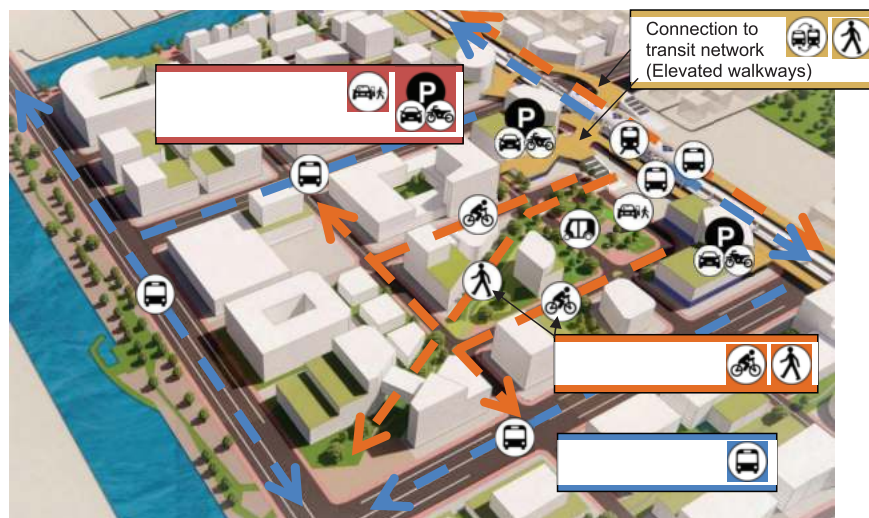 Connection to
transit network
(Elevated walkways)
P
P
P